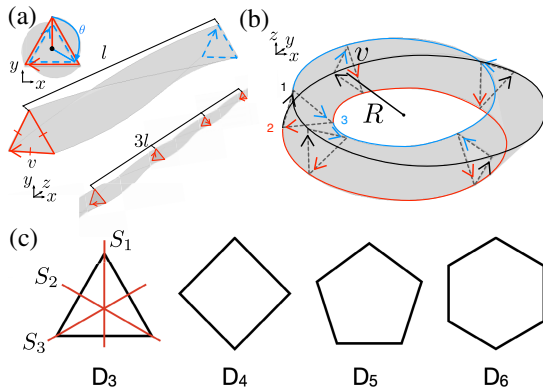 (a)
θ
y
x
l
v
3l
y
z
x
(b)
z
y
x
v
1
2
3
R
(c)
S₁
S₂
S₃
D₃
D₄
D₅
D₆